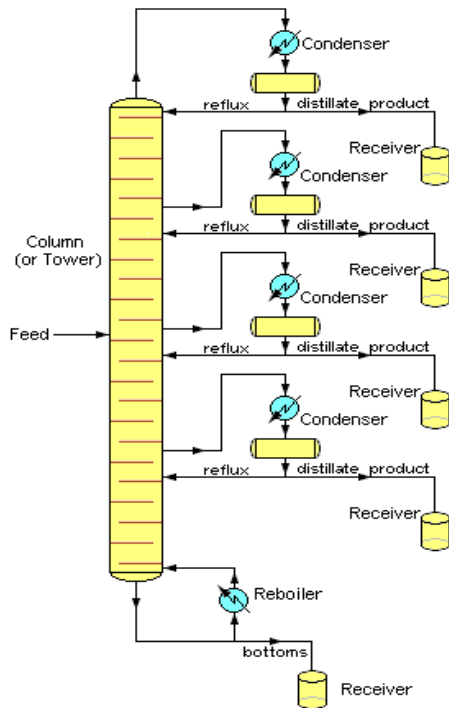 Condenser
reflux distillate product
Receiver
Condenser
Column
(or Tower)
reflux distillate product
Receiver
Condenser
Feed
reflux distillate product
Receiver
Condenser
reflux distillate product
Receiver
Reboiler
bottoms
Receiver